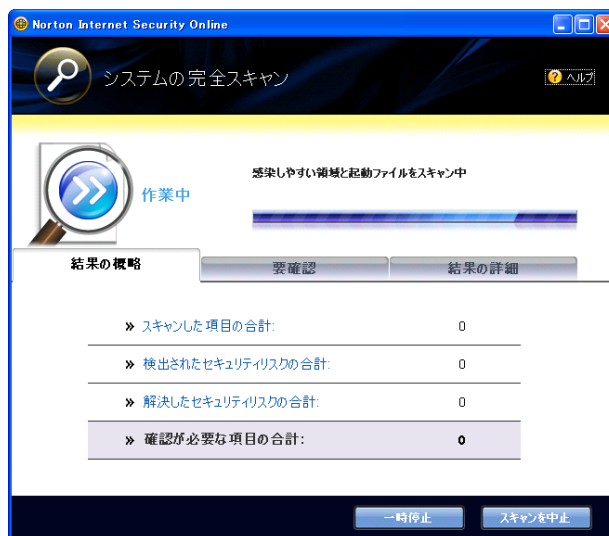 Norton Internet Security Online
システムの完全スキャン
? ヘルプ
感染しやすい領域と起動ファイルをスキャン中
作業中
結果の概略 要確認 結果の詳細
» スキャンした項目の合計: 0
» 検出されたセキュリティリスクの合計: 0
» 解決したセキュリティリスクの合計: 0
» 確認が必要な項目の合計: 0
一時停止 スキャンを中止